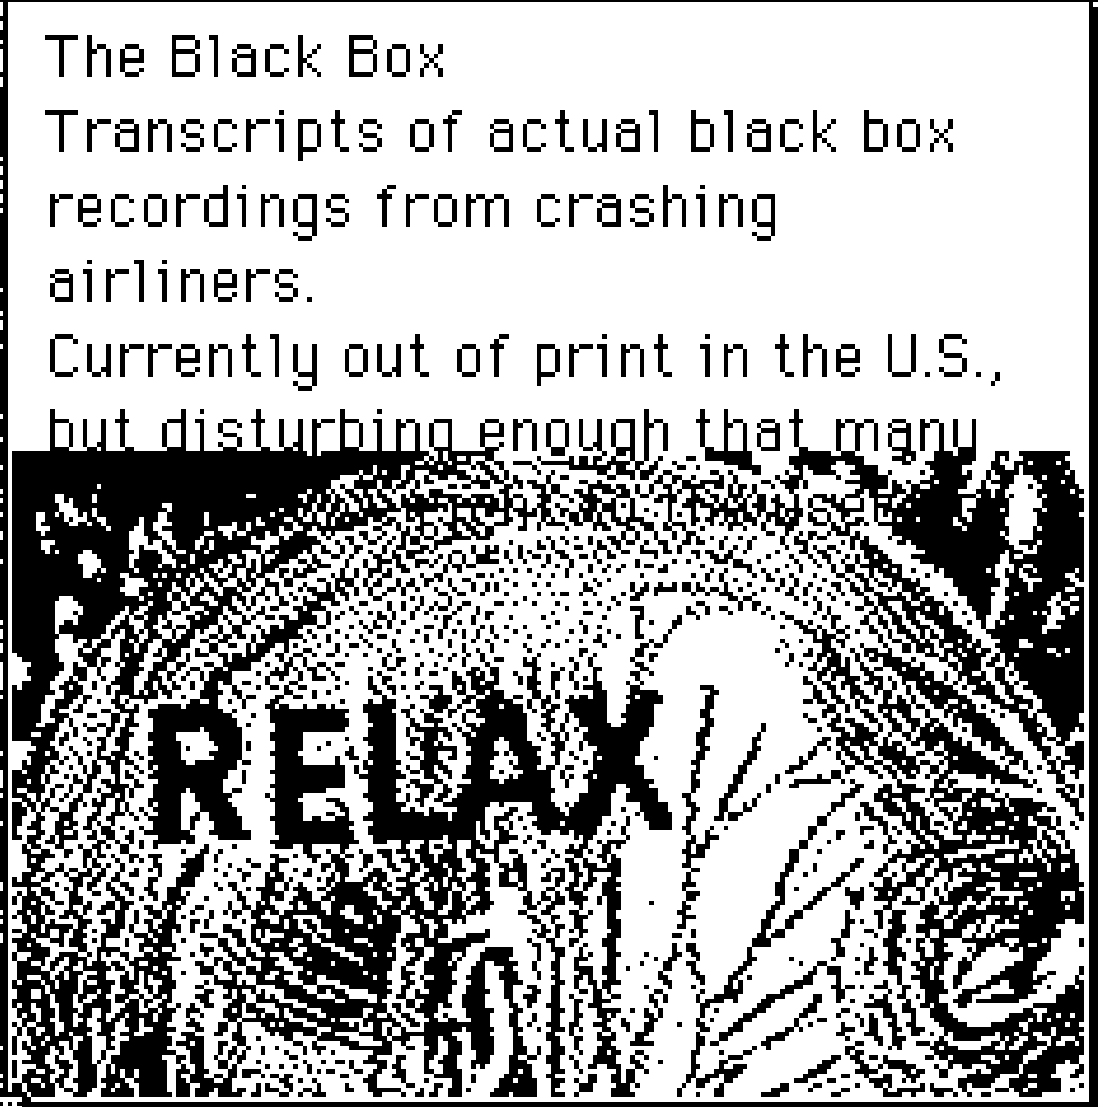 The Black Box
Transcripts of actual black box
recordings from crashing
airliners.
Currently out of print in the U.S.,
but disturbing enough that many
RELAX